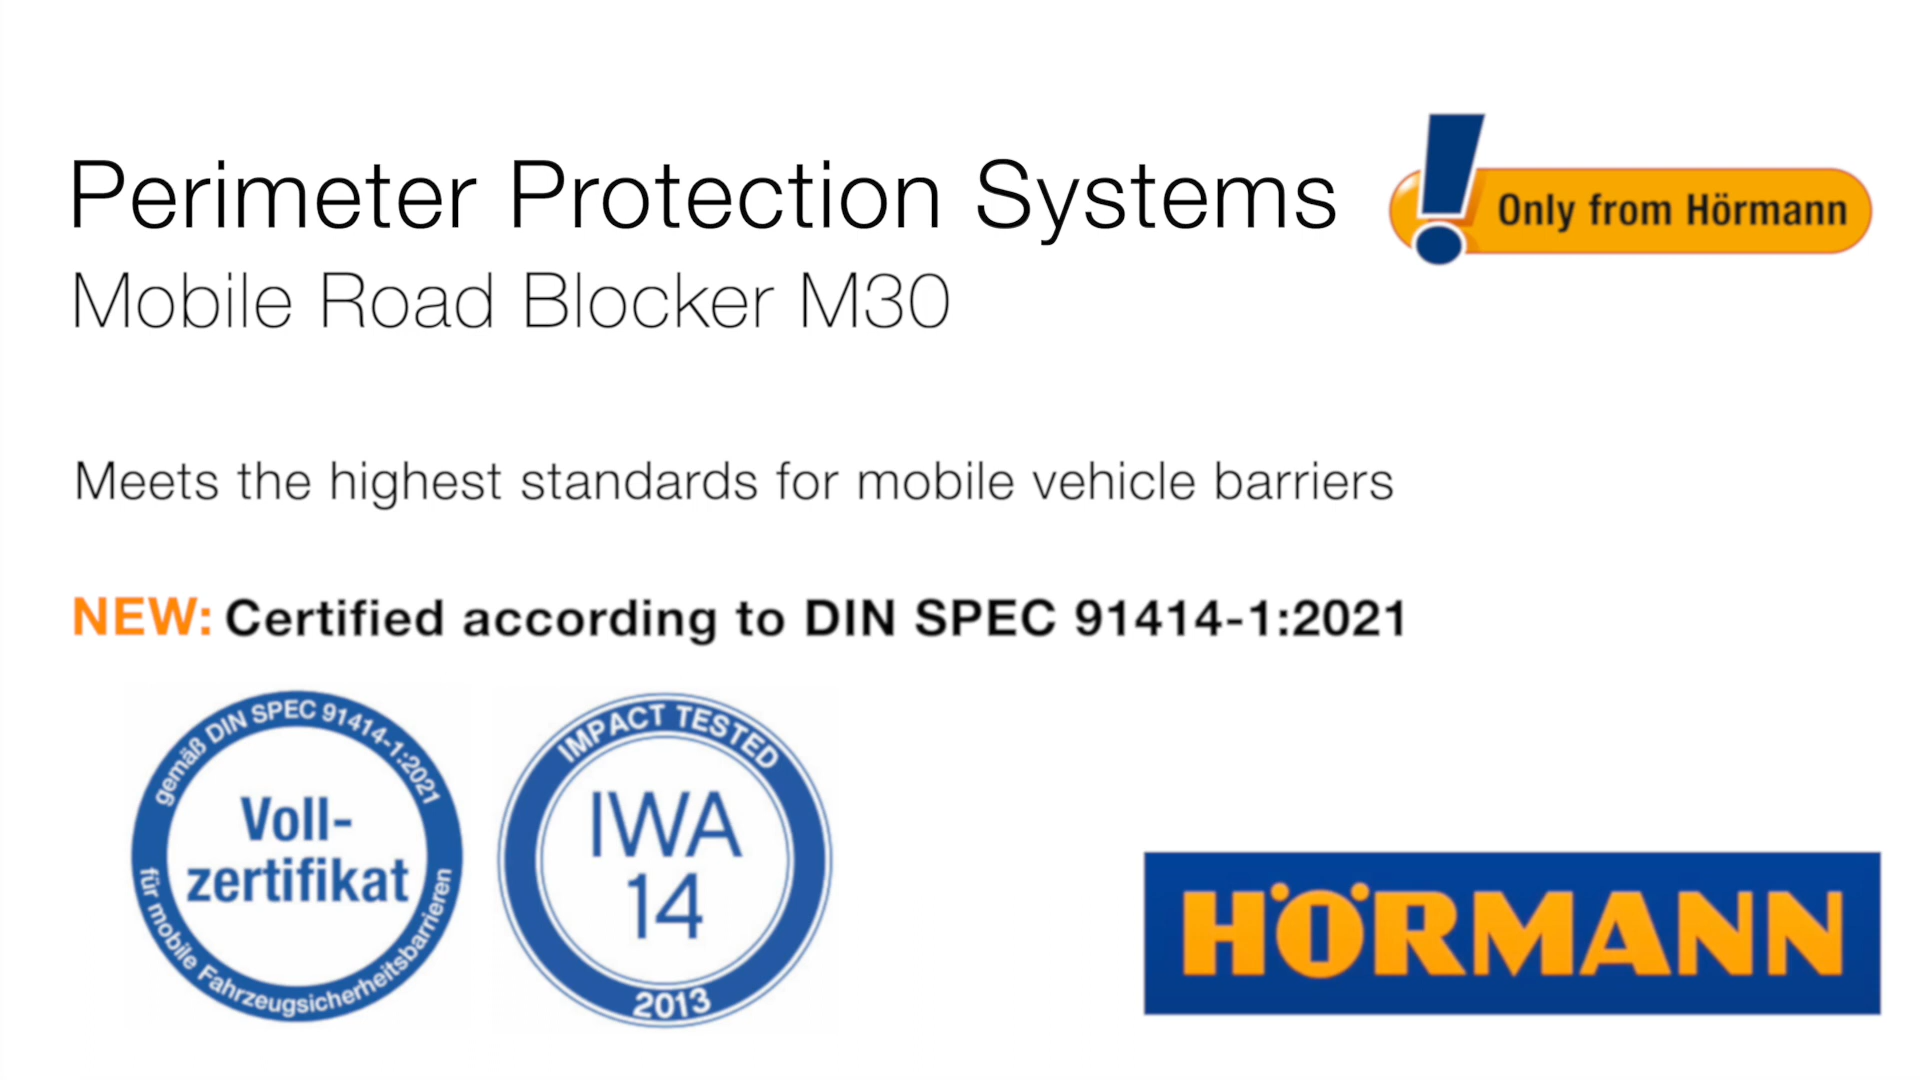 Perimeter Protection Systems
Only from Hörmann
Mobile Road Blocker M30
Meets the highest standards for mobile vehicle barriers
NEW: Certified according to DIN SPEC 91414-1:2021
gemäß DIN SPEC 91414-1:2021
Voll-
zertifikat
für mobile Fahrzeugsicherheitsbarrieren
IMPACT TESTED
IWA
14
2013
HÖRMANN